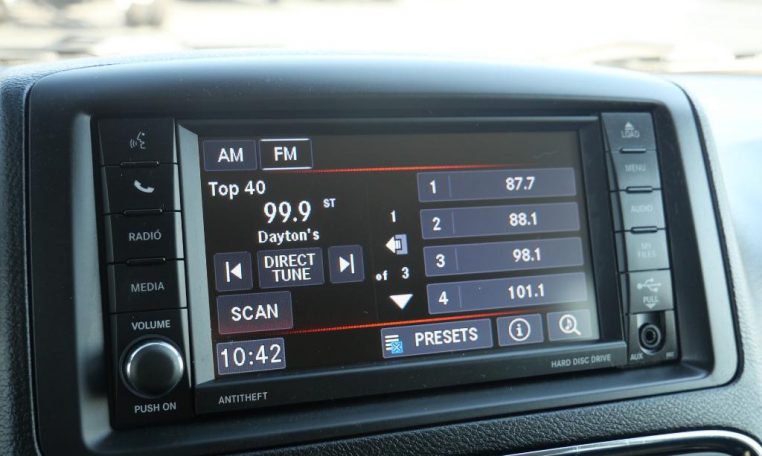 RADIÓ
MEDIA
VOLUME
PUSH ON
AM FM
Top 40
99.9 ST
Dayton's
DIRECT
TUNE
SCAN
10:42
1
of 3
1 87.7
2 88.1
3 98.1
4 101.1
PRESETS
ANTITHEFT
HARD DISC DRIVE
LOAD
MENU
AUDIO
MY
FILES
PULL
AUX